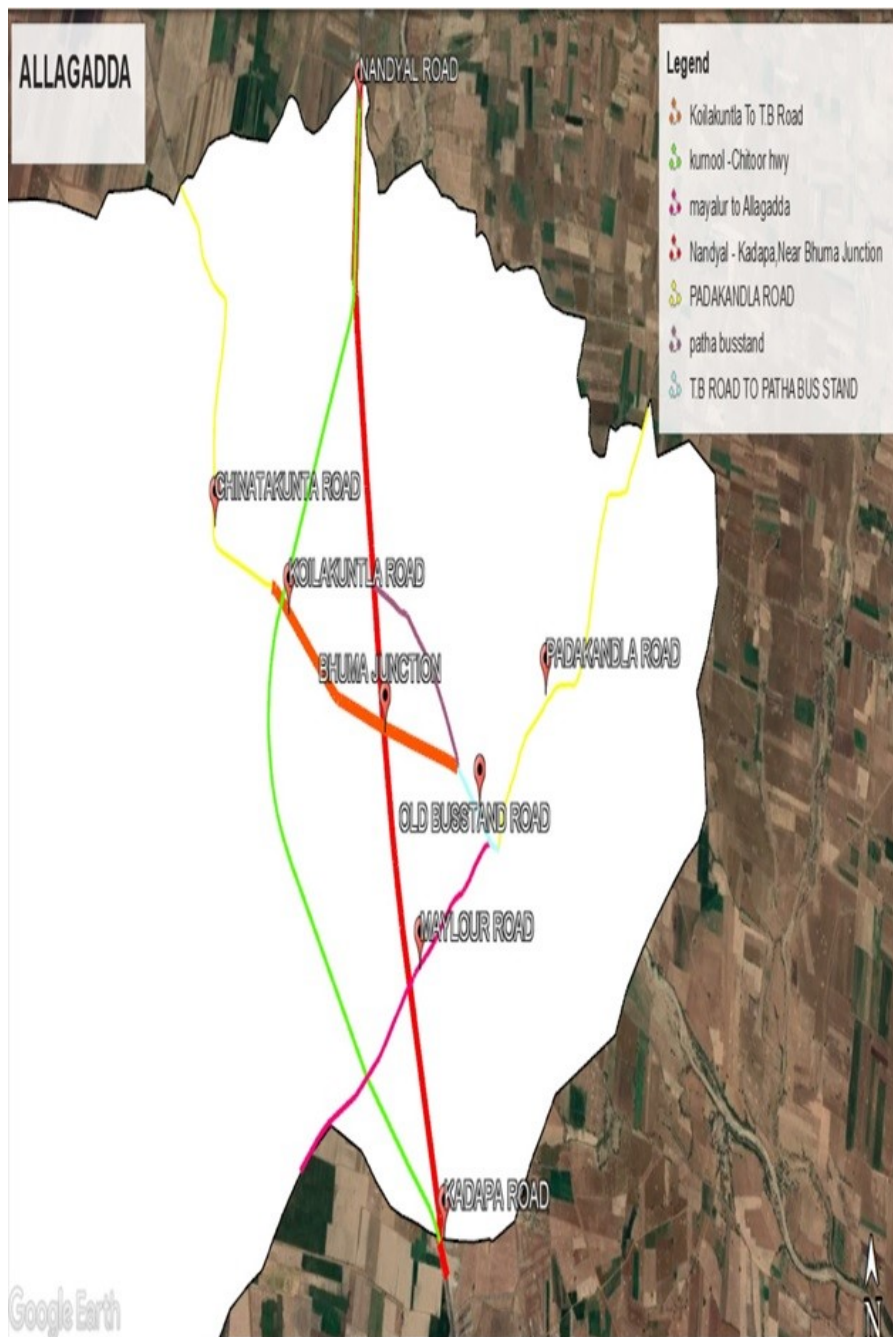 ALLAGADDA
NANDYAL ROAD
Legend
Koilakuntla To T.B Road
kurnool -Chitoor hwy
mayalur to Allagadda
Nandyal - Kadapa,Near Bhuma Junction
PADAKANDLA ROAD
patha busstand
T.B ROAD TO PATHA BUS STAND
CHINATAKUNTA ROAD
KOILAKUNTLA ROAD
BHUMA JUNCTION
PADAKANDLA ROAD
OLD BUSSTAND ROAD
MAYLOUR ROAD
KADAPA ROAD
Google Earth
N